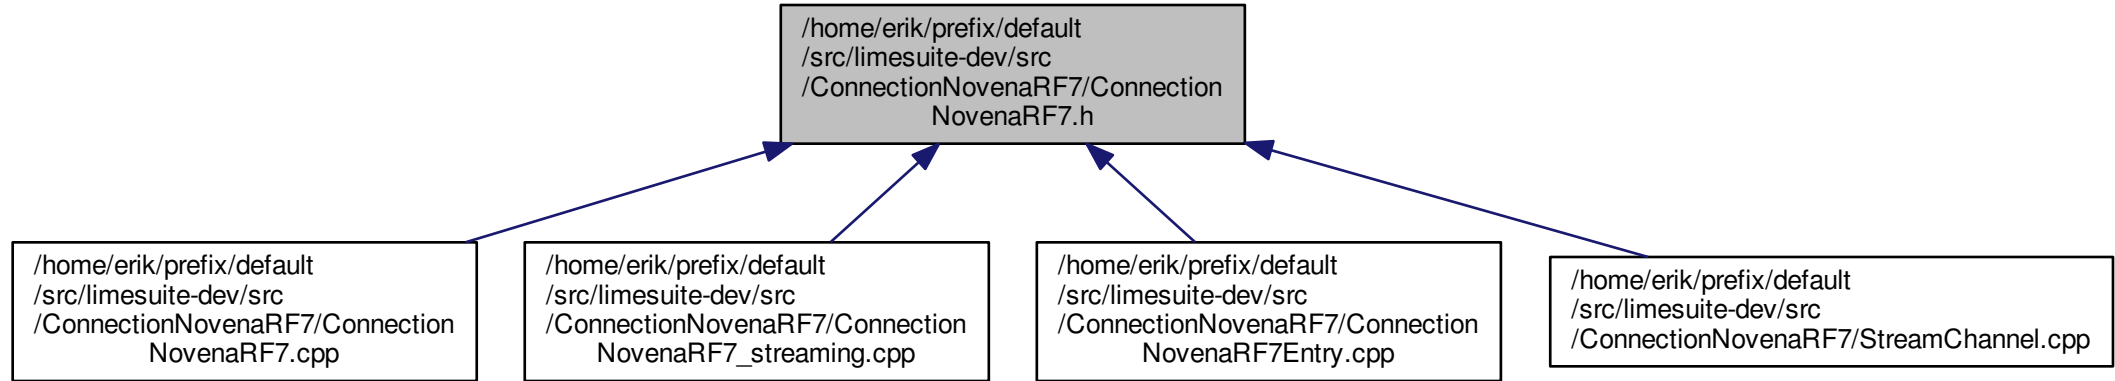 /home/erik/prefix/default
/src/limesuite-dev/src
/ConnectionNovenaRF7/Connection
NovenaRF7.h
/home/erik/prefix/default
/src/limesuite-dev/src
/ConnectionNovenaRF7/Connection
NovenaRF7.cpp
/home/erik/prefix/default
/src/limesuite-dev/src
/ConnectionNovenaRF7/Connection
NovenaRF7_streaming.cpp
/home/erik/prefix/default
/src/limesuite-dev/src
/ConnectionNovenaRF7/Connection
NovenaRF7Entry.cpp
/home/erik/prefix/default
/src/limesuite-dev/src
/ConnectionNovenaRF7/StreamChannel.cpp